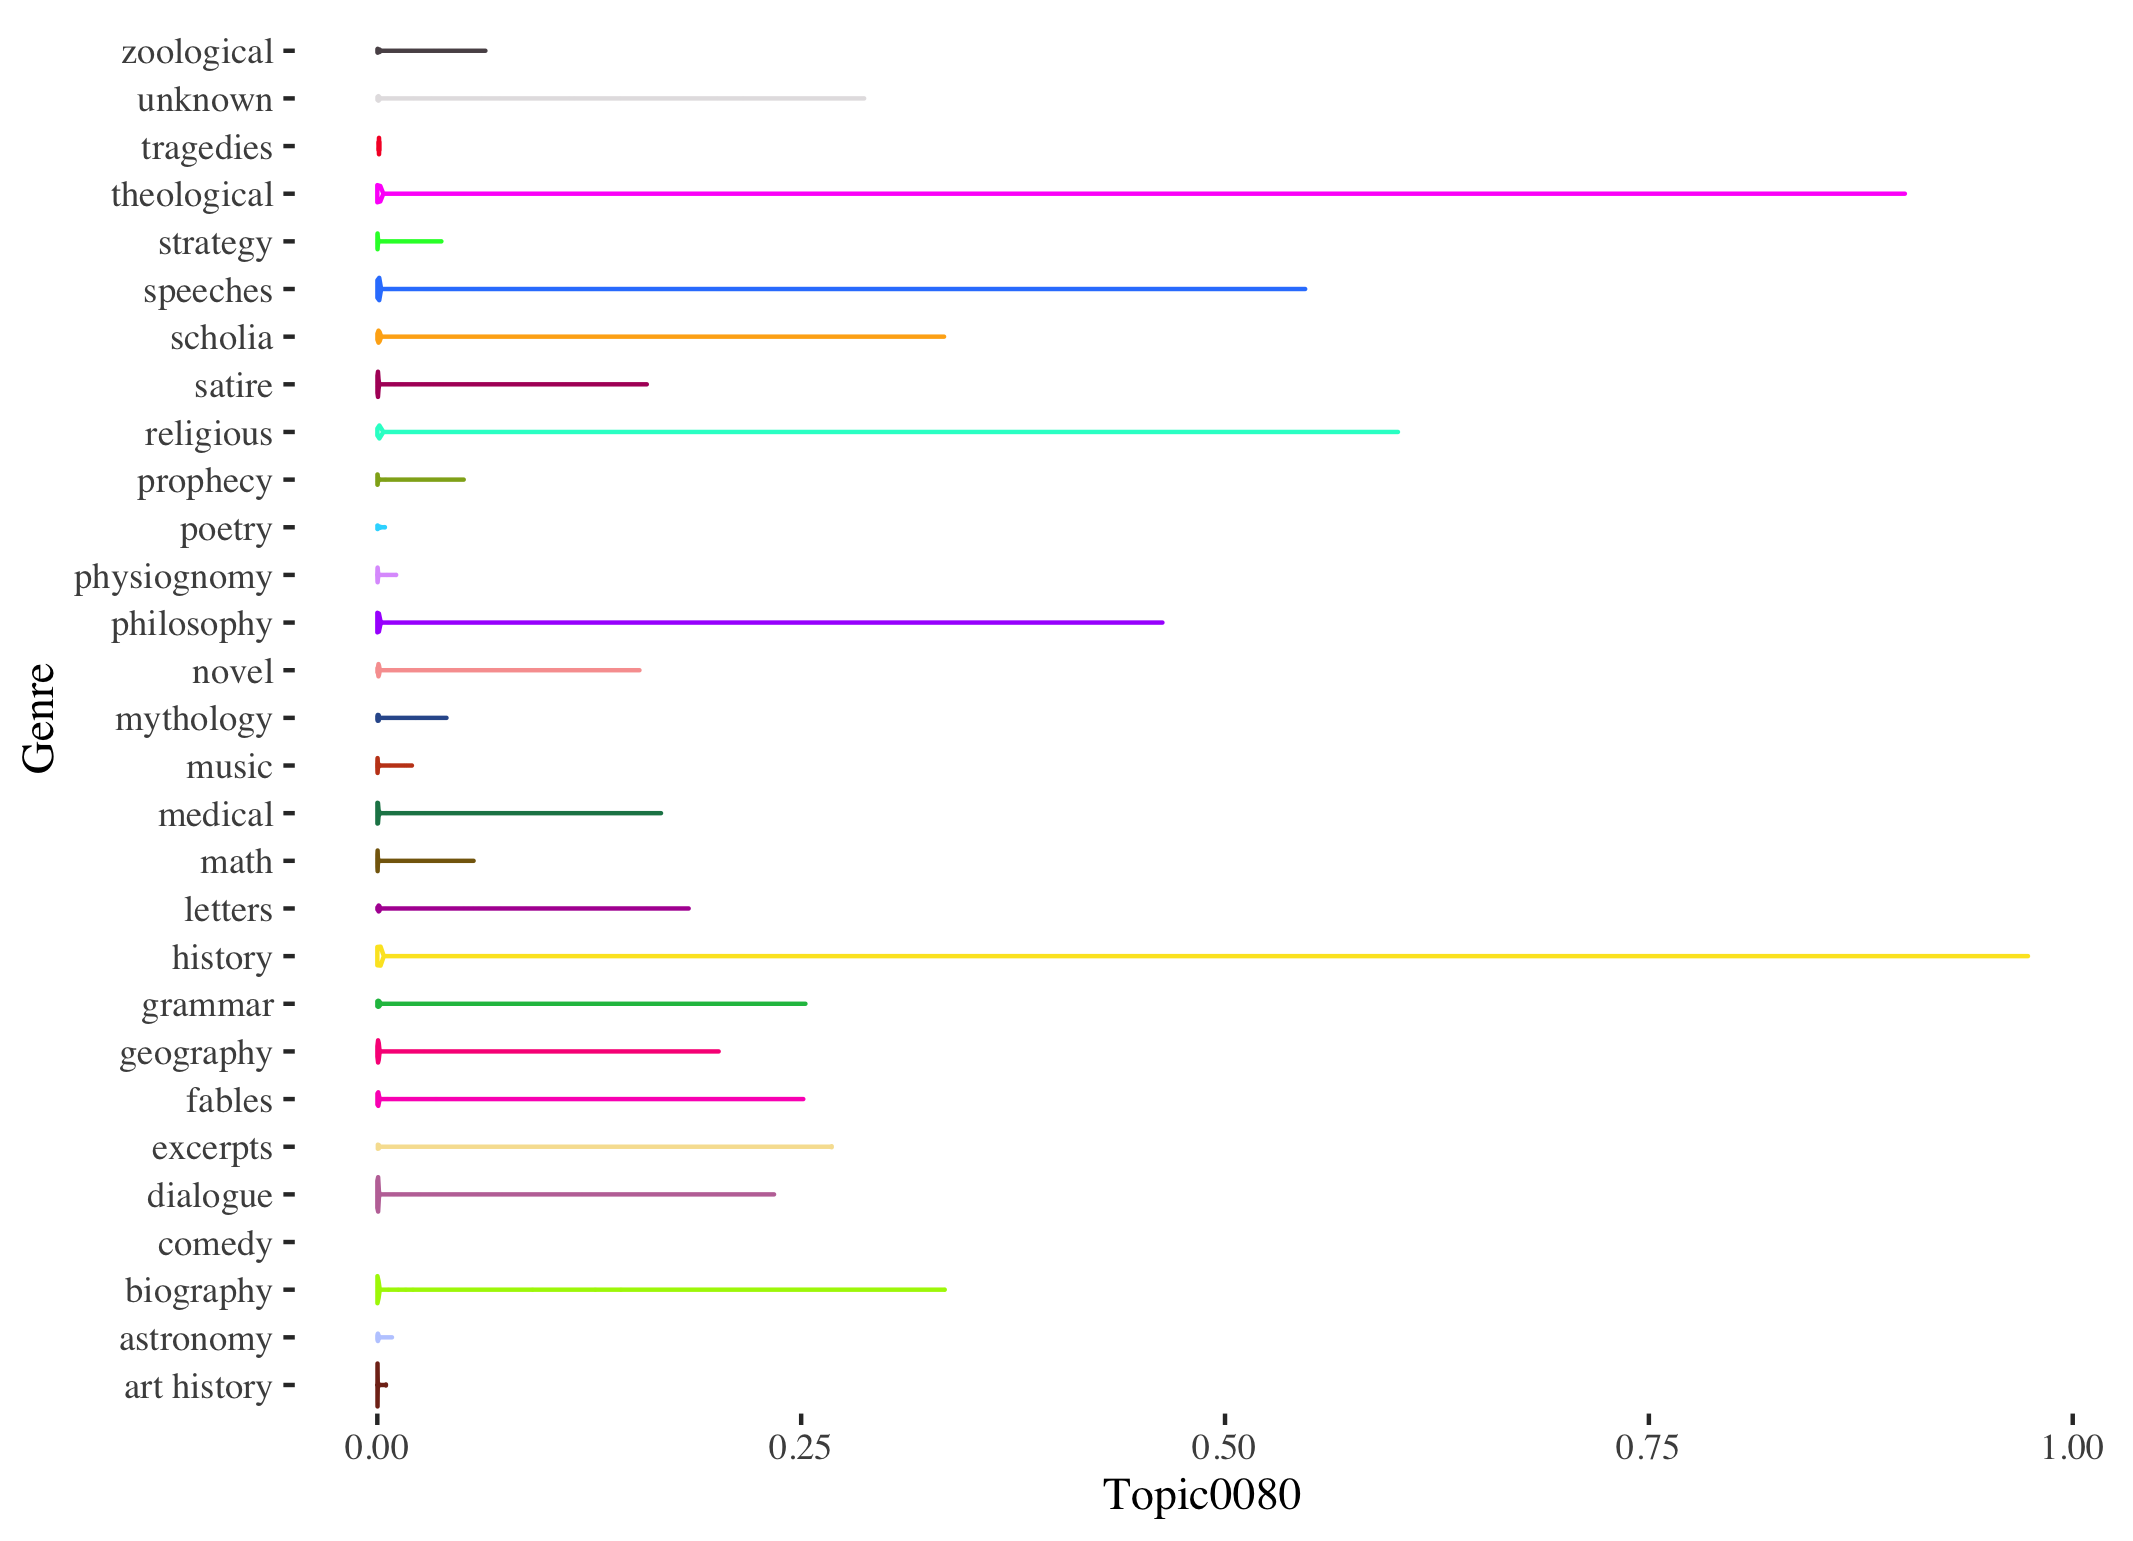 zoological
unknown
tragedies
theological
strategy
speeches
scholia
satire
religious
prophecy
poetry
physiognomy
philosophy
novel
mythology
music
medical
math
letters
history
grammar
geography
fables
excerpts
dialogue
comedy
biography
astronomy
art history
Genre
0.00 0.25 0.50 0.75 1.00
Topic0080